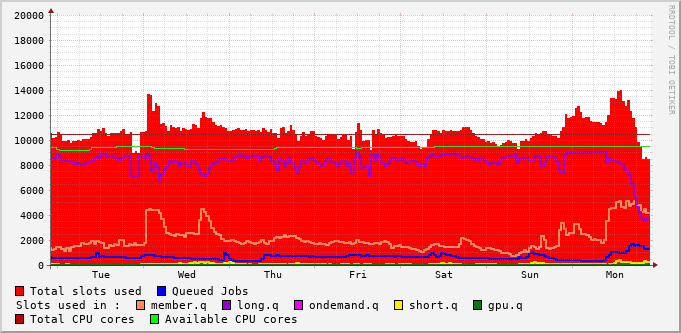 20000
18000
16000
14000
12000
10000
8000
6000
4000
2000
0
Tue Wed Thu Fri Sat Sun Mon
Total slots used Queued Jobs
Slots used in : member.q long.q ondemand.q short.q gpu.q
Total CPU cores Available CPU cores
RRDTOOL / TOBI OETIKER